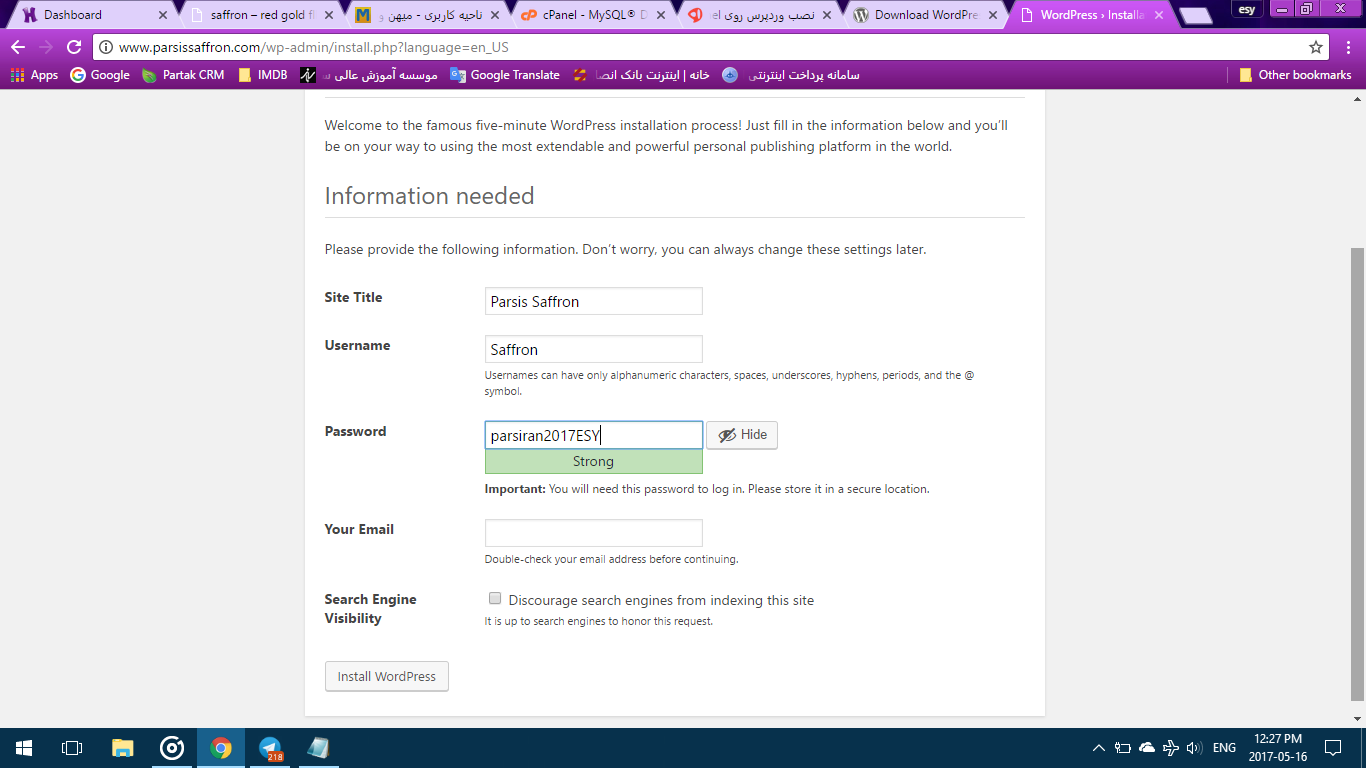 Dashboard
saffron – red gold fl
ناحیه کاربری - میهن و
cPanel - MySQL® D
نصب وردپرس روی el
Download WordPre
WordPress › Installa
esy
www.parsissaffron.com/wp-admin/install.php?language=en_US
Apps
Google
Partak CRM
IMDB
موسسه آموزش عالی س
Google Translate
خانه | اینترنت بانک انصا
سامانه پرداخت اینترنتی
Other bookmarks
Welcome to the famous five-minute WordPress installation process! Just fill in the information below and you’ll
be on your way to using the most extendable and powerful personal publishing platform in the world.
Information needed
Please provide the following information. Don’t worry, you can always change these settings later.
Site Title
Parsis Saffron
Username
Saffron
Usernames can have only alphanumeric characters, spaces, underscores, hyphens, periods, and the @
symbol.
Password
parsiran2017ESY
Hide
Strong
Important: You will need this password to log in. Please store it in a secure location.
Your Email
Double-check your email address before continuing.
Search Engine
Visibility
Discourage search engines from indexing this site
It is up to search engines to honor this request.
Install WordPress
218
ENG
12:27 PM
2017-05-16